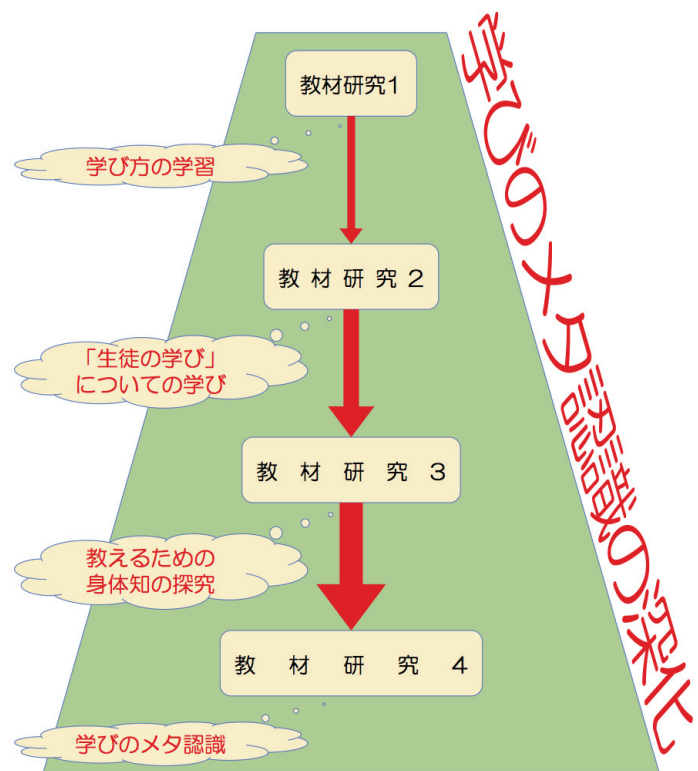 教材研究1
学び方の学習
教材研究2
「生徒の学び」
についての学び
教材研究3
教えるための
身体知の探究
教材研究4
学びのメタ認識
学びのメタ認識の深化